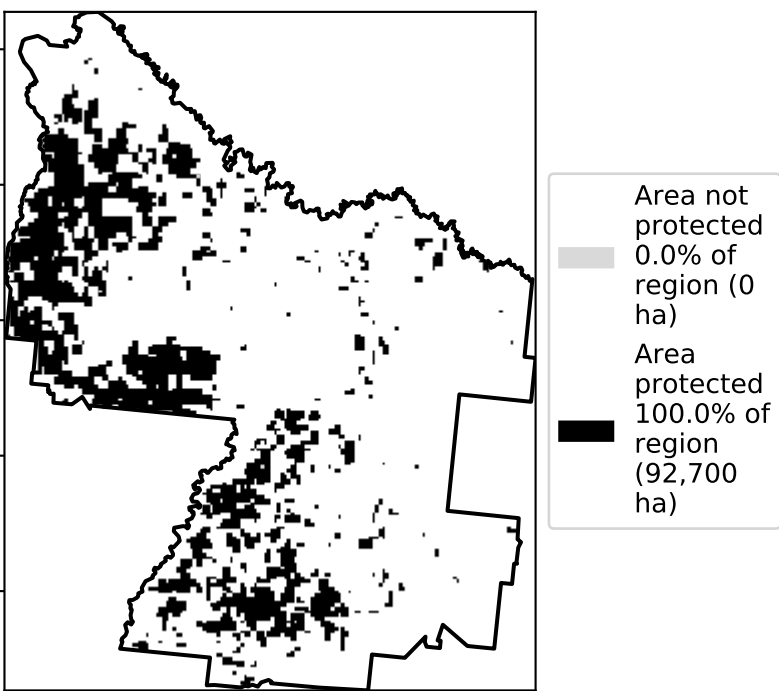 Area not
protected
0.0% of
region (0
ha)
Area
protected
100.0% of
region
(92,700
ha)